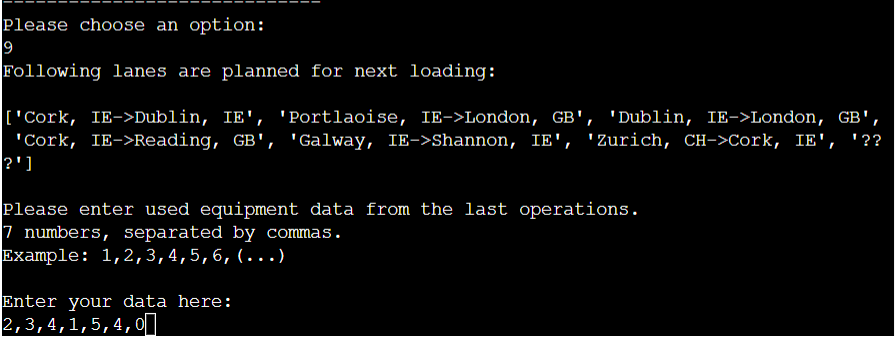 ------------------------------
Please choose an option:
9
Following lanes are planned for next loading:
['Cork, IE->Dublin, IE', 'Portlaoise, IE->London, GB', 'Dublin, IE->London, GB',
'Cork, IE->Reading, GB', 'Galway, IE->Shannon, IE', 'Zurich, CH->Cork, IE', '??
?']
Please enter used equipment data from the last operations.
7 numbers, separated by commas.
Example: 1,2,3,4,5,6,(...)
Enter your data here:
2,3,4,1,5,4,0